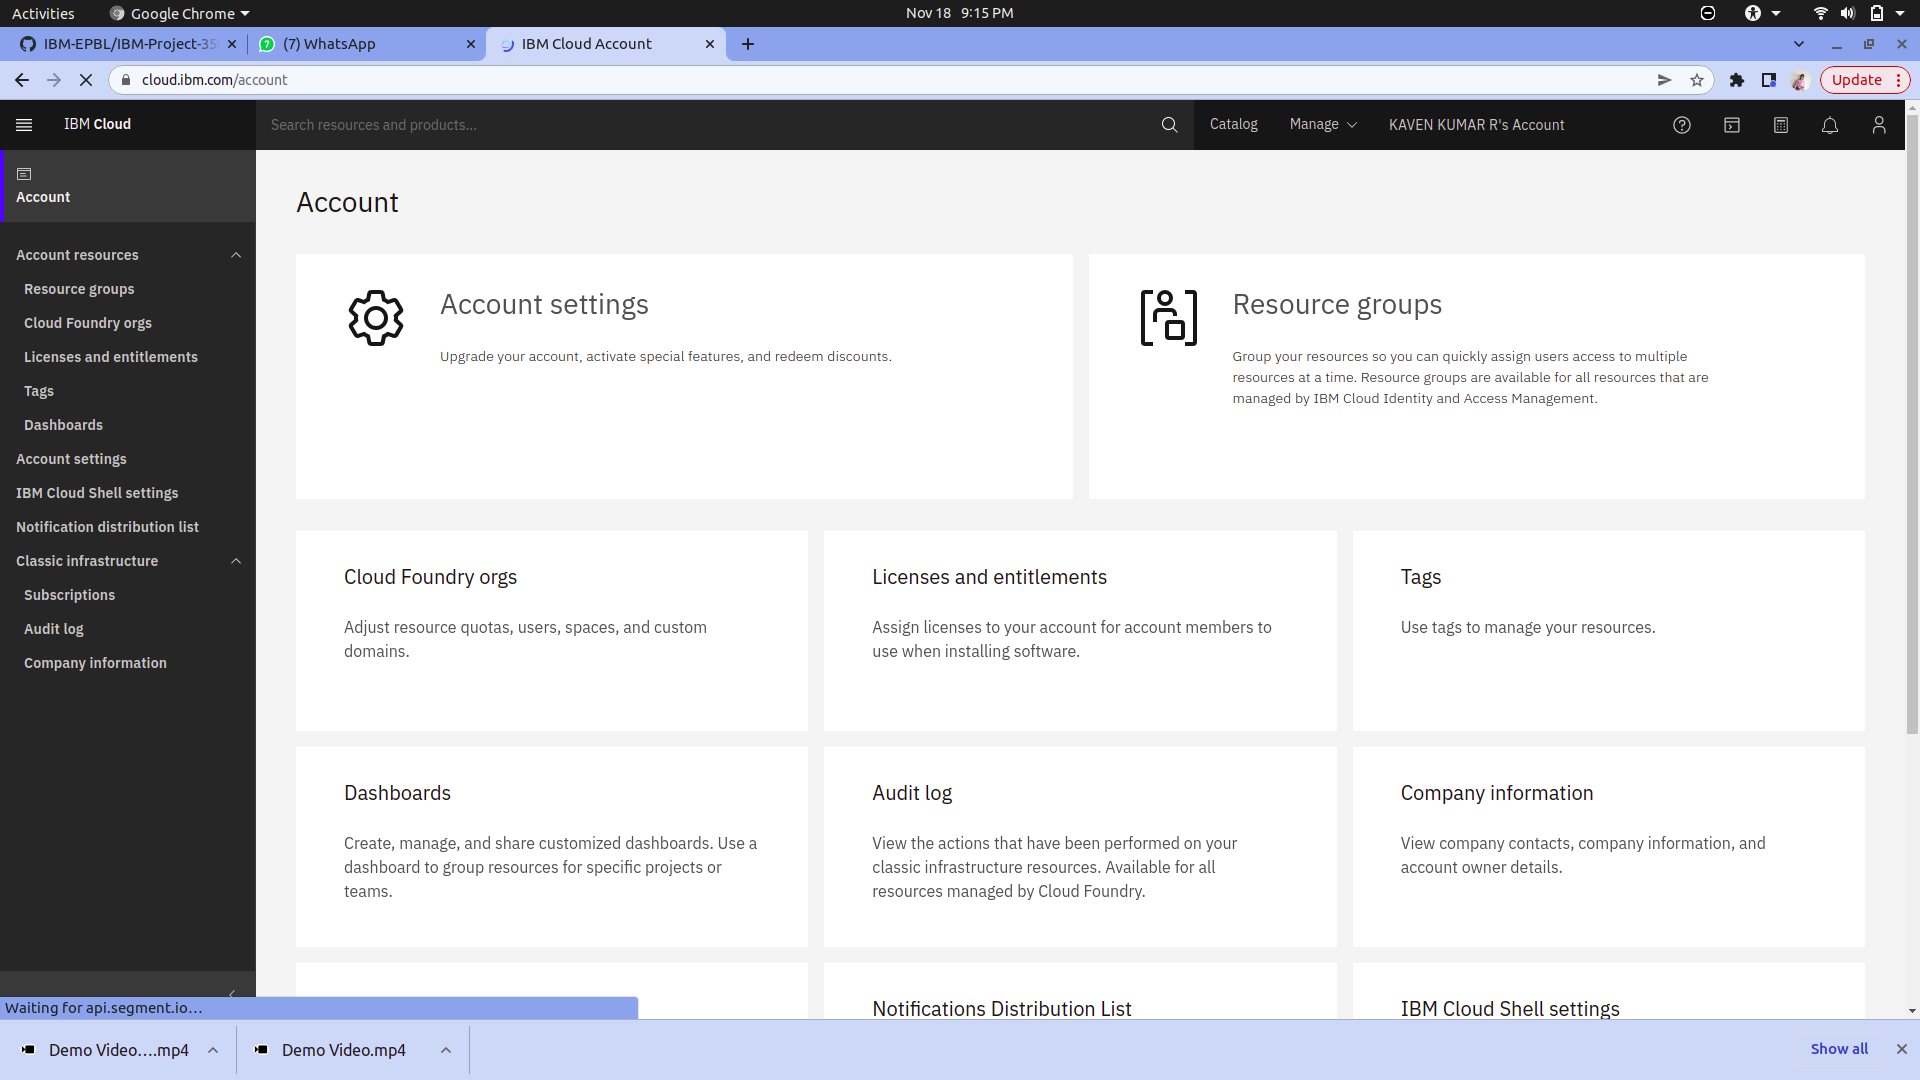 Activities
Google Chrome
Nov 18 9:15 PM
IBM-EPBL/IBM-Project-35
(7) WhatsApp
IBM Cloud Account
cloud.ibm.com/account
Update
IBM Cloud
Search resources and products...
Catalog
Manage
KAVEN KUMAR R's Account
Account
Account resources
Resource groups
Cloud Foundry orgs
Licenses and entitlements
Tags
Dashboards
Account settings
IBM Cloud Shell settings
Notification distribution list
Classic infrastructure
Subscriptions
Audit log
Company information
Account
Account settings
Upgrade your account, activate special features, and redeem discounts.
Resource groups
Group your resources so you can quickly assign users access to multiple
resources at a time. Resource groups are available for all resources that are
managed by IBM Cloud Identity and Access Management.
Cloud Foundry orgs
Adjust resource quotas, users, spaces, and custom
domains.
Licenses and entitlements
Assign licenses to your account for account members to
use when installing software.
Tags
Use tags to manage your resources.
Dashboards
Create, manage, and share customized dashboards. Use a
dashboard to group resources for specific projects or
teams.
Audit log
View the actions that have been performed on your
classic infrastructure resources. Available for all
resources managed by Cloud Foundry.
Company information
View company contacts, company information, and
account owner details.
Notifications Distribution List
IBM Cloud Shell settings
Waiting for api.segment.io...
Demo Video....mp4
Demo Video.mp4
Show all